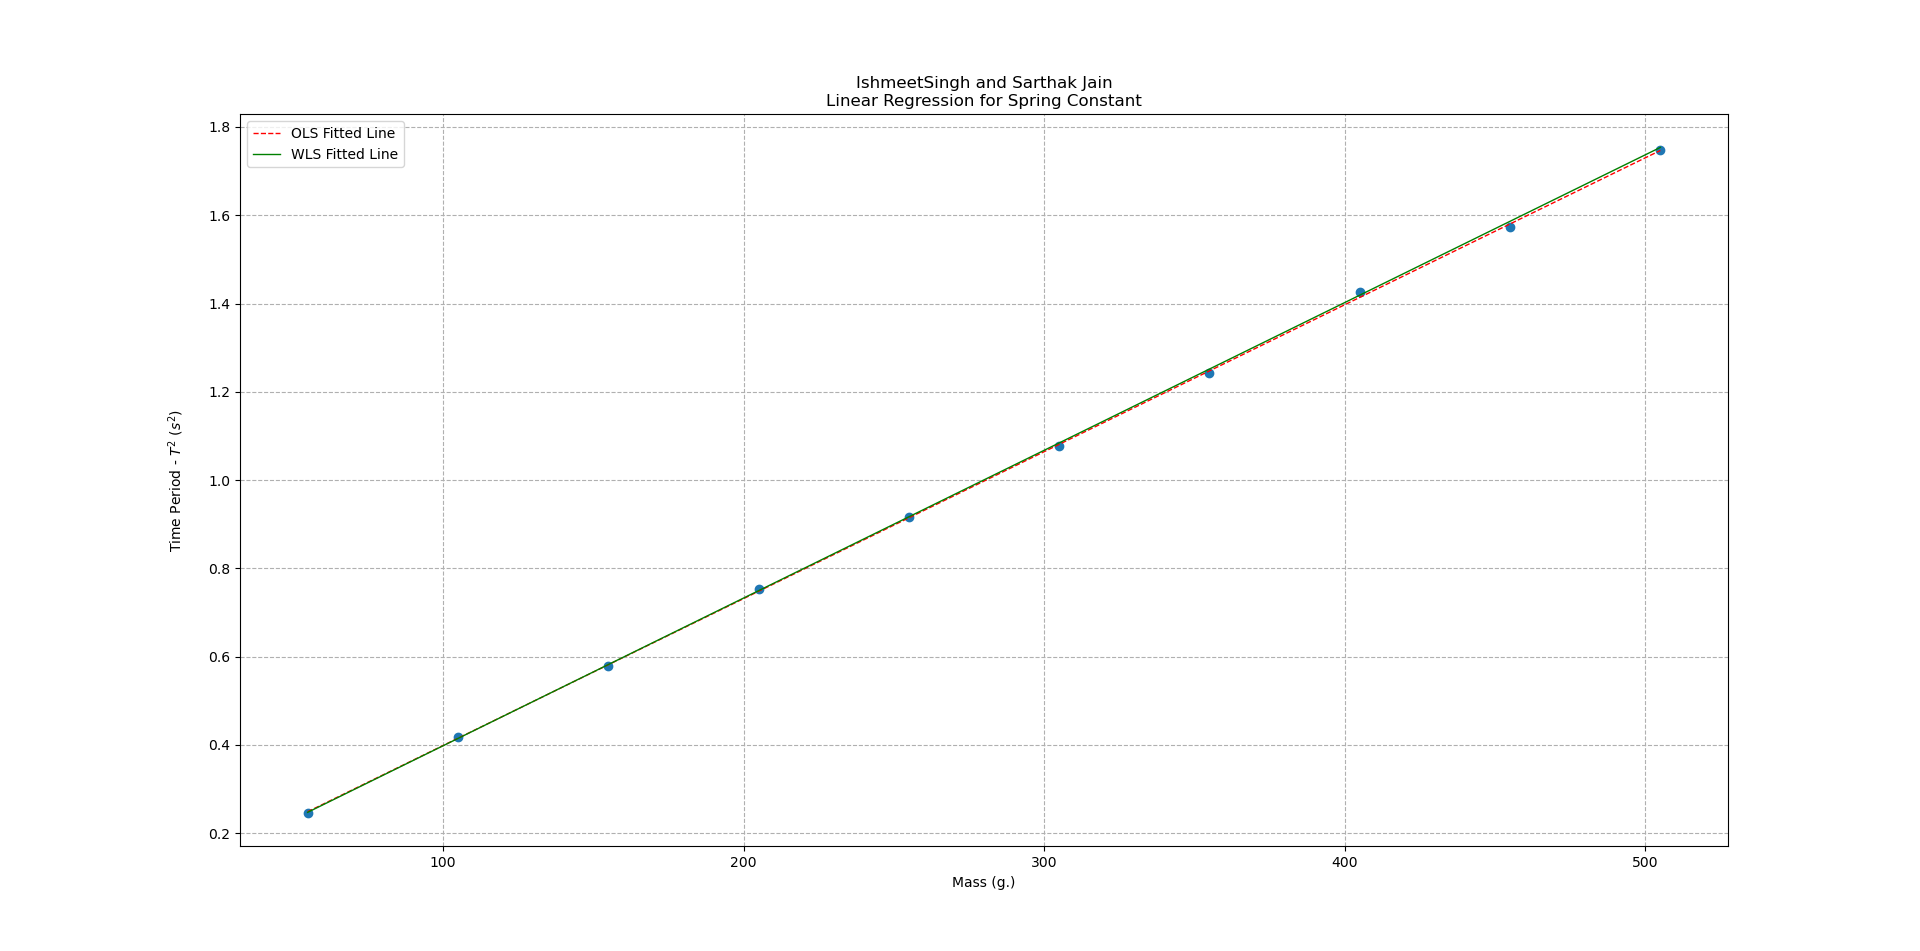 IshmeetSingh and Sarthak Jain
Linear Regression for Spring Constant
OLS Fitted Line
WLS Fitted Line
1.8
1.6
1.4
1.2
1.0
0.8
0.6
0.4
0.2
Time Period - T² (s²)
100 200 300 400 500
Mass (g.)